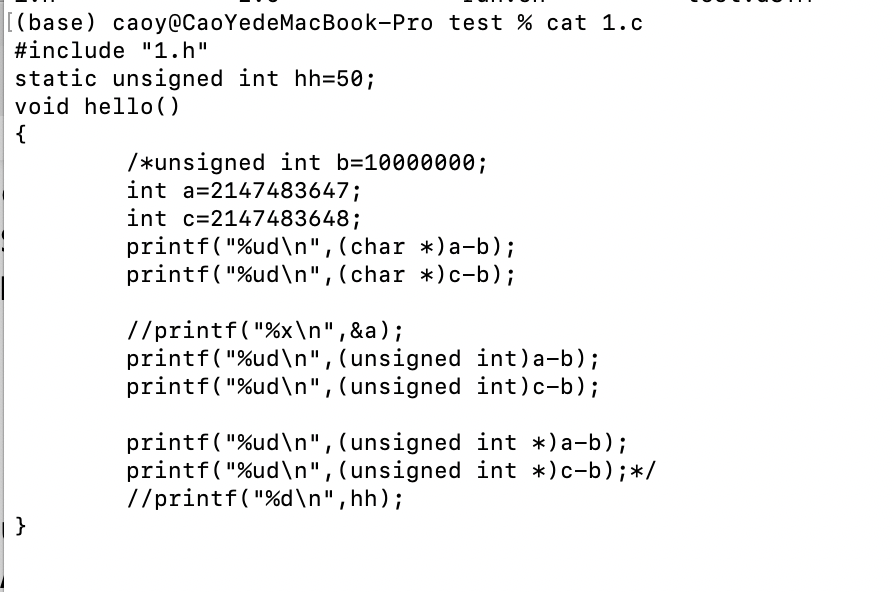 (base) caoy@CaoYedeMacBook-Pro test % cat 1.c
#include "1.h"
static unsigned int hh=50;
void hello()
{
        /*unsigned int b=10000000;
        int a=2147483647;
        int c=2147483648;
        printf("%ud\n",(char *)a-b);
        printf("%ud\n",(char *)c-b);

        //printf("%x\n",&a);
        printf("%ud\n",(unsigned int)a-b);
        printf("%ud\n",(unsigned int)c-b);

        printf("%ud\n",(unsigned int *)a-b);
        printf("%ud\n",(unsigned int *)c-b);*/
        //printf("%d\n",hh);
}